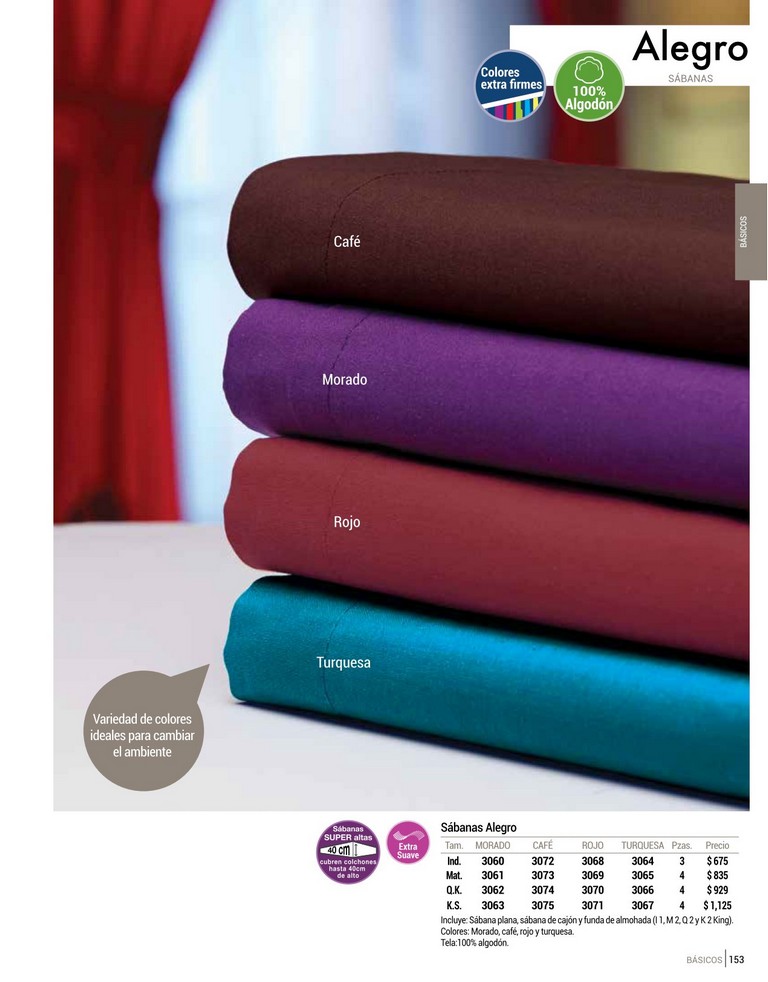 Alegro
SÁBANAS
Colores
extra firmes
100%
Algodón
BÁSICOS
Café
Morado
Rojo
Turquesa
Variedad de colores
ideales para cambiar
el ambiente
Sábanas
SUPER altas
40 cm
cubren colchones
hasta 40cm
de alto
Extra
Suave
Sábanas Alegro
Tam. MORADO CAFÉ ROJO TURQUESA Pzas. Precio
Ind. 3060 3072 3068 3064 3 $ 675
Mat. 3061 3073 3069 3065 4 $ 835
Q.K. 3062 3074 3070 3066 4 $ 929
K.S. 3063 3075 3071 3067 4 $ 1,125
Incluye: Sábana plana, sábana de cajón y funda de almohada (I 1, M 2, Q 2 y K 2 King).
Colores: Morado, café, rojo y turquesa.
Tela:100% algodón.
BÁSICOS 153